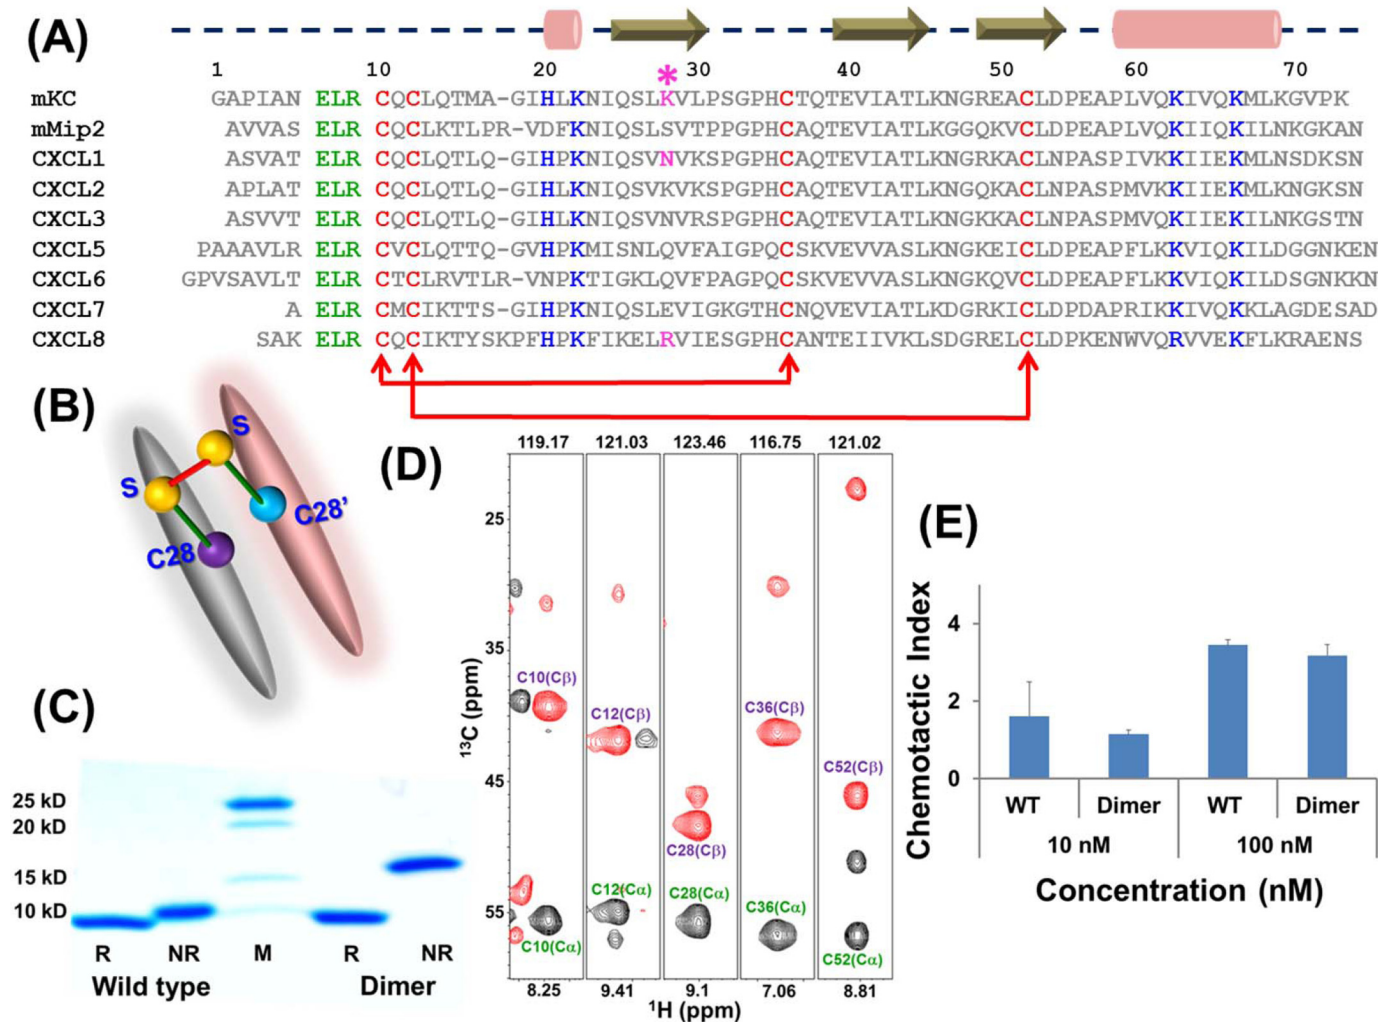 (A)
1 10 20 * 30 40 50 60 70
mKC GAPIAN ELR CQCLQTMA-GIHLKNIQSLKVLPSGPHCTQTEVIATLKNGREACLDPEAPLVQKIVQKMLKGVPK
mMip2 AVVAS ELR CQCLKTLPR-VDFKNIQSLSVTPPGPHCAQTEVIATLKGGQKVCLDPEAPLVQKIIQKILNKGKAN
CXCL1 ASVAT ELR CQCLQTLQ-GIHPKNIQSVNVKSPGPHCAQTEVIATLKNGRKACLNPASPIVKKIIEKMLNSDKSN
CXCL2 APLAT ELR CQCLQTLQ-GIHLKNIQSVKVKSPGPHCAQTEVIATLKNGQKACLNPASPMVKKIIEKMLKNGKSN
CXCL3 ASVVT ELR CQCLQTLQ-GIHLKNIQSVNVRSPGPHCAQTEVIATLKNGKKACLNPASPMVQKIIEKILNKGSTN
CXCL5 PAAAVLR ELR CVCLQTTQ-GVHPKMISNLQVFAIGPQCSKVEVVASLKNGKEICLDPEAPFLKKVIQKILDGGNKEN
CXCL6 GPVSAVLT ELR CTCLRVTLR-VNPKTIGKLQVFPAGPQCSKVEVVASLKNGKQVCLDPEAPFLKKVIQKILDSGNKKN
CXCL7 A ELR CMCIKTTS-GIHPKNIQSLEVIGKGTHCNQVEVIATLKDGRKICLDPDAPRIKKIVQKKLAGDESAD
CXCL8 SAK ELR CQCIKTYSKPFHPKFIKELRVIESGPHCANTEIIVKLSDGRELCLDPKENWVQRVVEKFLKRAENS
(B)
S
S
C28'
C28
(C)
25 kD
20 kD
15 kD
10 kD
R NR M R NR
Wild type Dimer
(D)
119.17 121.03 123.46 116.75 121.02
25
35
45
55
13C (ppm)
C10(Cβ)
C12(Cβ)
C36(Cβ)
C52(Cβ)
C28(Cβ)
C12(Cα)
C28(Cα)
C36(Cα)
C10(Cα)
C52(Cα)
8.25 9.41 9.1 7.06 8.81
1H (ppm)
(E)
Chemotactic Index
4
2
0
WT Dimer WT Dimer
10 nM 100 nM
Concentration (nM)